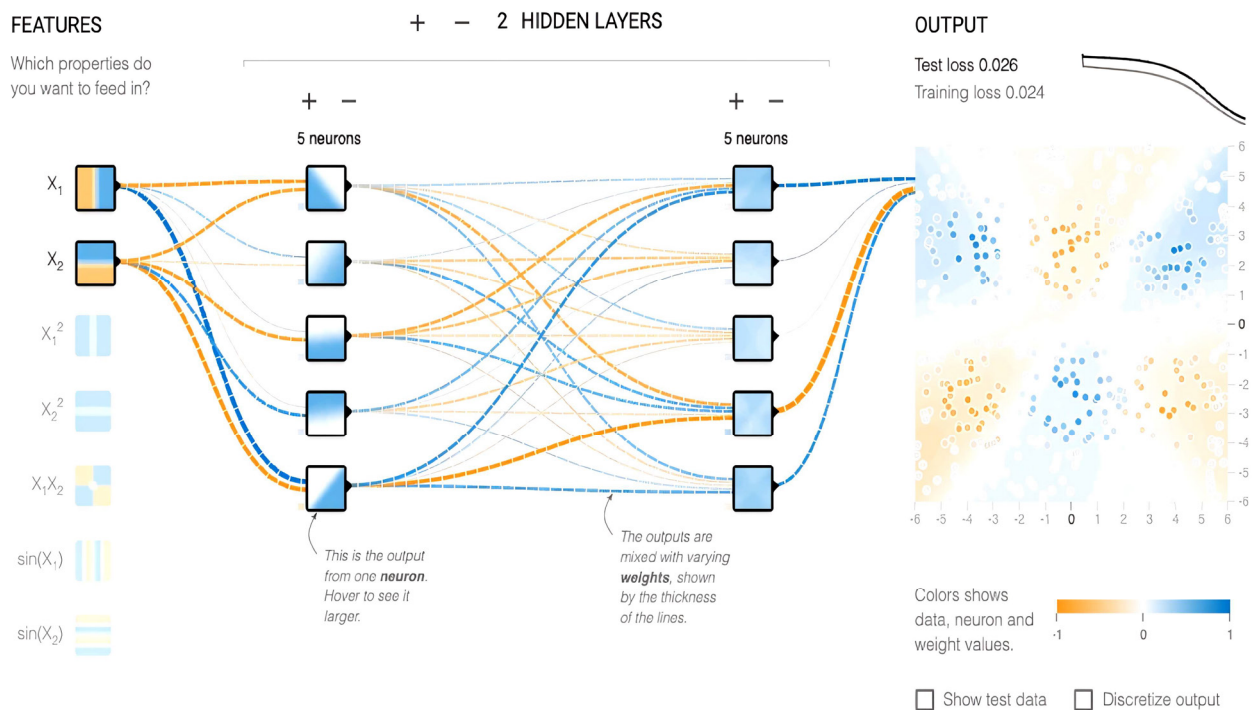 FEATURES
Which properties do
you want to feed in?
X₁
X₂
X₁²
X₂²
X₁X₂
sin(X₁)
sin(X₂)
+ − 2 HIDDEN LAYERS
+ −
5 neurons
+ −
5 neurons
This is the output
from one neuron.
Hover to see it
larger.
The outputs are
mixed with varying
weights, shown
by the thickness
of the lines.
OUTPUT
Test loss 0.026
Training loss 0.024
6
5
4
3
2
1
0
-1
-2
-3
-4
-5
-6
-6 -5 -4 -3 -2 -1 0 1 2 3 4 5 6
Colors shows
data, neuron and
weight values.
-1 0 1
Show test data
Discretize output